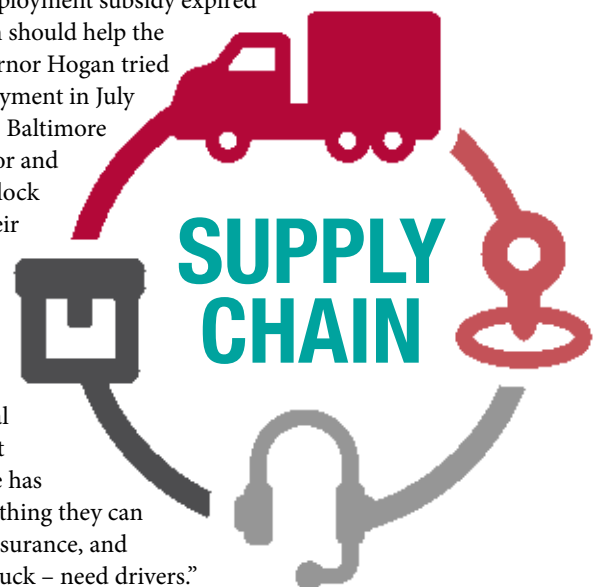 ployment subsidy expired
should help the
rnor Hogan tried
yment in July
Baltimore
or and
lock
eir
SUPPLY
CHAIN
al
t
e has
thing they can
surance, and
uck – need drivers.”